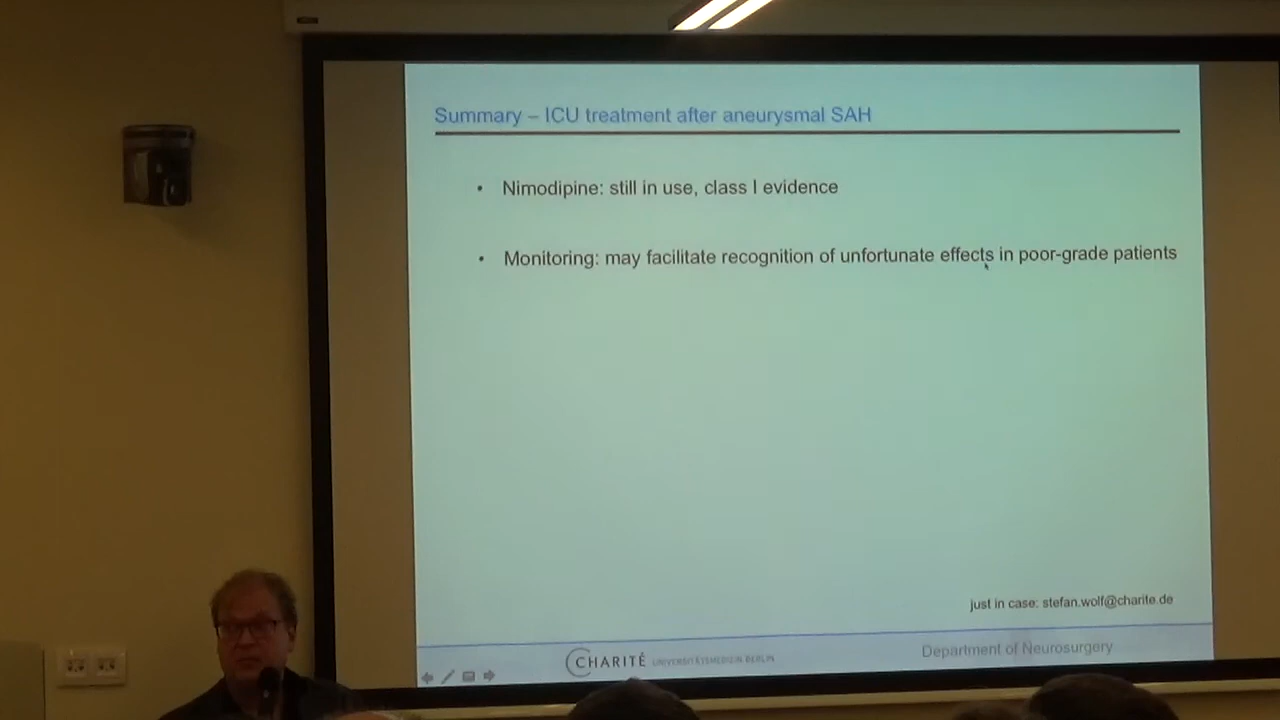 Summary – ICU treatment after aneurysmal SAH
• Nimodipine: still in use, class I evidence
• Monitoring: may facilitate recognition of unfortunate effects in poor-grade patients
just in case: stefan.wolf@charite.de
CHARITÉ UNIVERSITÄTSMEDIZIN BERLIN
Department of Neurosurgery